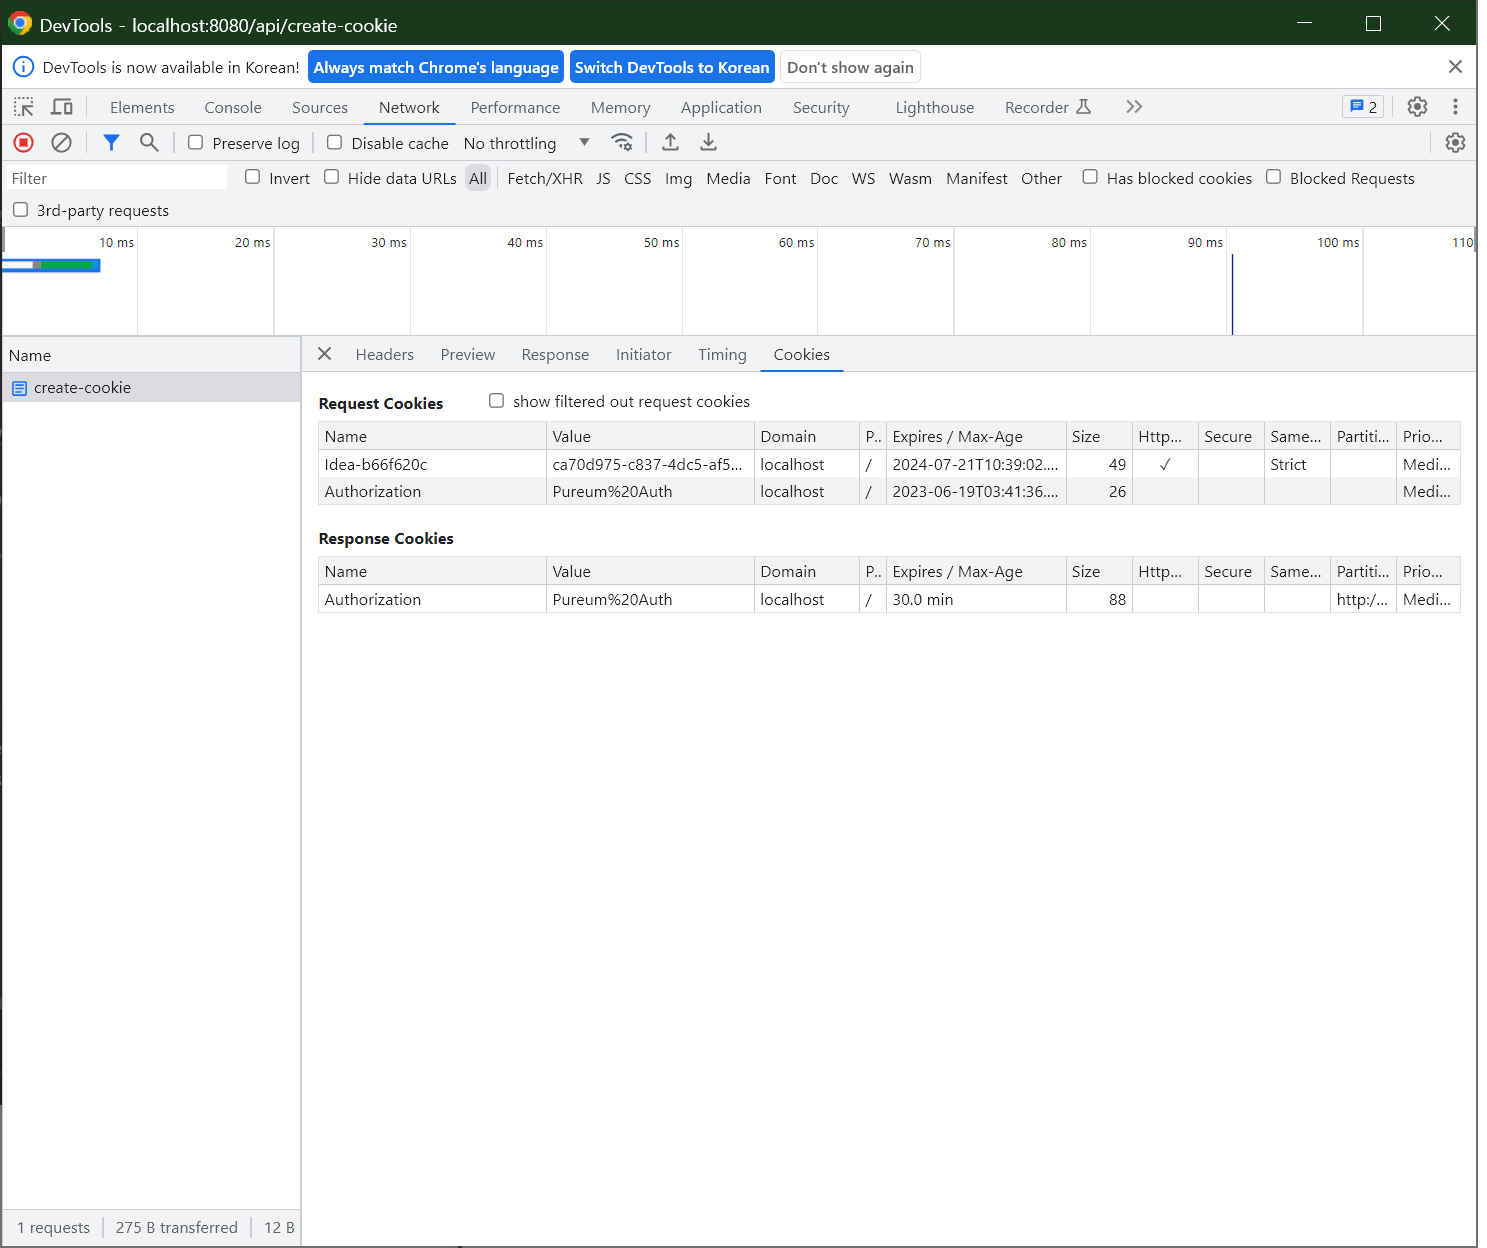 DevTools - localhost:8080/api/create-cookie
DevTools is now available in Korean! Always match Chrome's language Switch DevTools to Korean Don't show again
Elements Console Sources Network Performance Memory Application Security Lighthouse Recorder 2
Preserve log Disable cache No throttling
Filter Invert Hide data URLs All Fetch/XHR JS CSS Img Media Font Doc WS Wasm Manifest Other Has blocked cookies Blocked Requests
3rd-party requests
10 ms 20 ms 30 ms 40 ms 50 ms 60 ms 70 ms 80 ms 90 ms 100 ms 110
Name
create-cookie
Headers Preview Response Initiator Timing Cookies
Request Cookies show filtered out request cookies
Name Value Domain P.. Expires / Max-Age Size Http... Secure Same... Partiti... Prio...
Idea-b66f620c ca70d975-c837-4dc5-af5... localhost / 2024-07-21T10:39:02.... 49 ✓ Strict Medi...
Authorization Pureum%20Auth localhost / 2023-06-19T03:41:36.... 26 Medi...
Response Cookies
Name Value Domain P.. Expires / Max-Age Size Http... Secure Same... Partiti... Prio...
Authorization Pureum%20Auth localhost / 30.0 min 88 http:/... Medi...
1 requests 275 B transferred 12 B